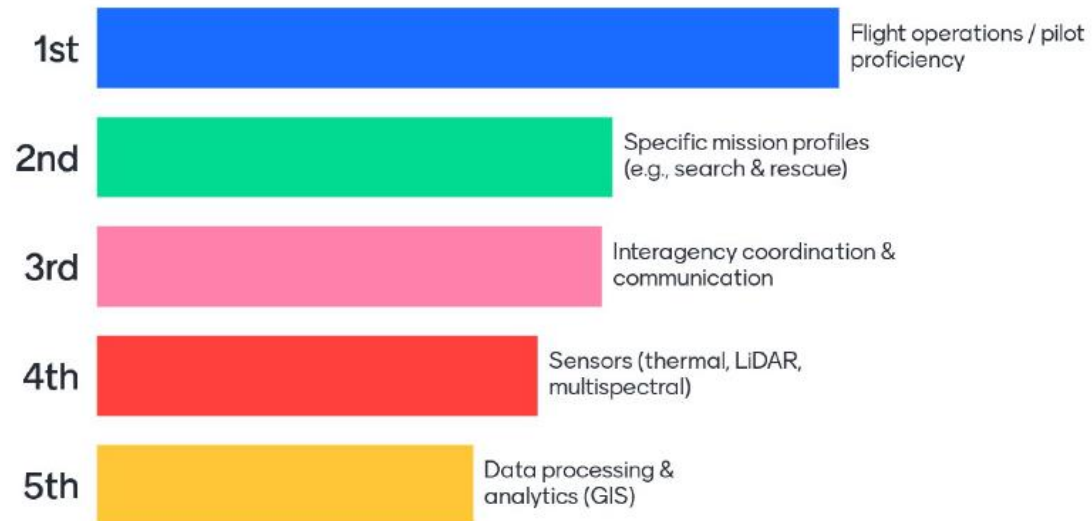 1st
Flight operations / pilot
proficiency
2nd
Specific mission profiles
(e.g., search & rescue)
3rd
Interagency coordination &
communication
4th
Sensors (thermal, LiDAR,
multispectral)
5th
Data processing &
analytics (GIS)